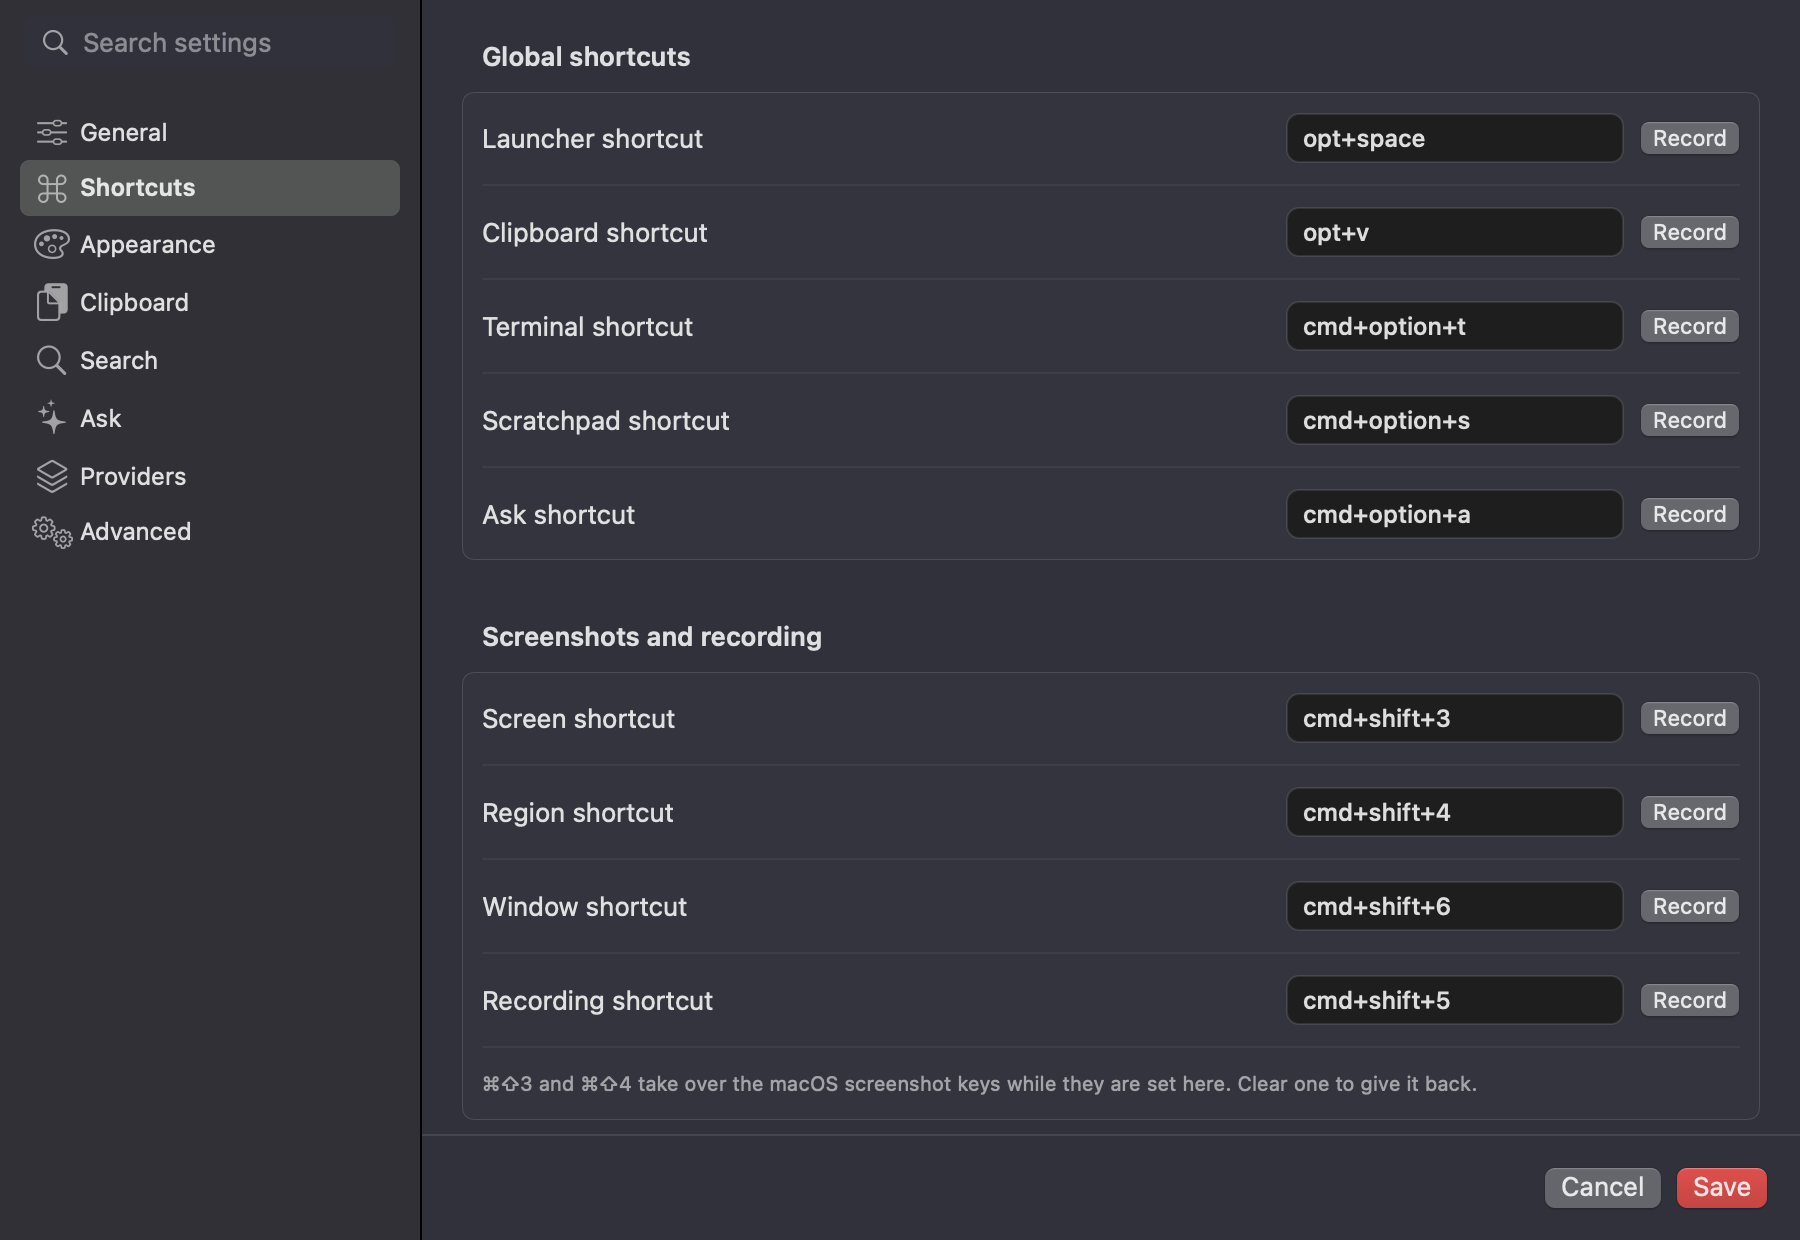 Search settings
General
Shortcuts
Appearance
Clipboard
Search
Ask
Providers
Advanced
Global shortcuts
Launcher shortcut opt+space Record
Clipboard shortcut opt+v Record
Terminal shortcut cmd+option+t Record
Scratchpad shortcut cmd+option+s Record
Ask shortcut cmd+option+a Record
Screenshots and recording
Screen shortcut cmd+shift+3 Record
Region shortcut cmd+shift+4 Record
Window shortcut cmd+shift+6 Record
Recording shortcut cmd+shift+5 Record
⌘⇧3 and ⌘⇧4 take over the macOS screenshot keys while they are set here. Clear one to give it back.
Cancel Save